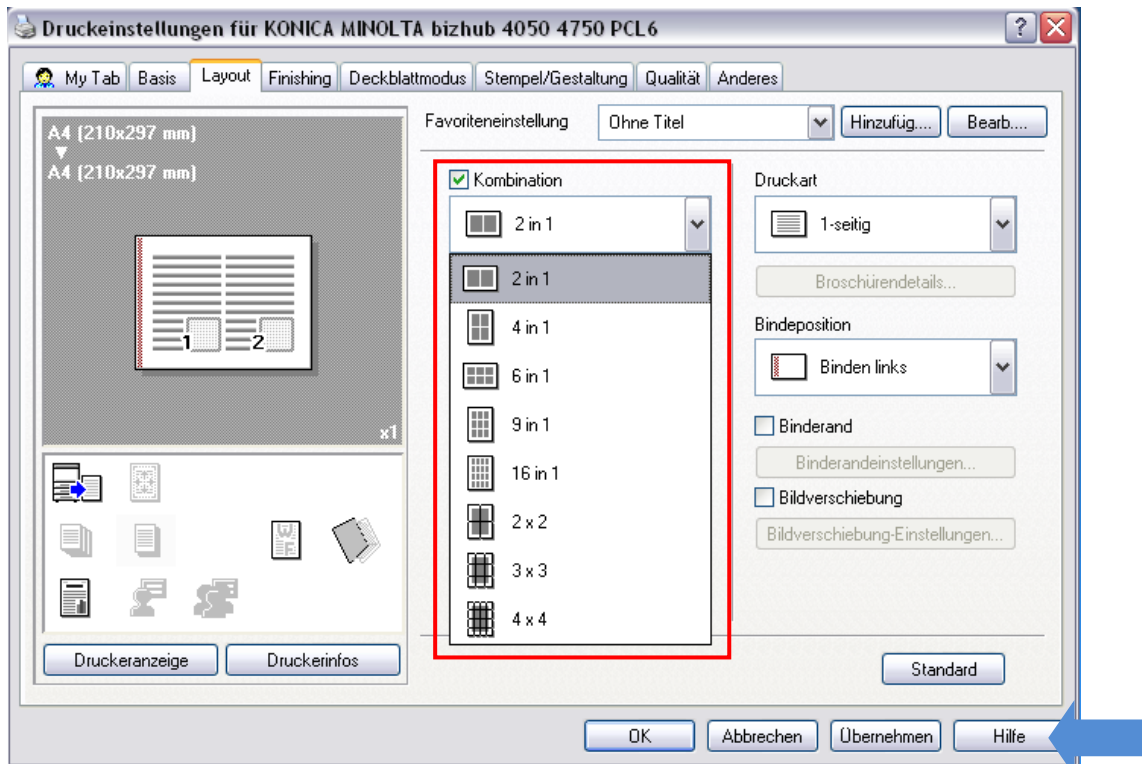 Druckeinstellungen für KONICA MINOLTA bizhub 4050 4750 PCL6
My Tab Basis Layout Finishing Deckblattmodus Stempel/Gestaltung Qualität Anderes
A4 (210x297 mm)
A4 (210x297 mm)
1 2
x1
Druckeranzeige Druckerinfos
Favoriteneinstellung Ohne Titel Hinzufüg.... Bearb....
Kombination
2 in 1
2 in 1
4 in 1
6 in 1
9 in 1
16 in 1
2 x 2
3 x 3
4 x 4
Druckart
1-seitig
Broschürendetails...
Bindeposition
Binden links
Binderand
Binderandeinstellungen...
Bildverschiebung
Bildverschiebung-Einstellungen...
Standard
OK Abbrechen Übernehmen Hilfe